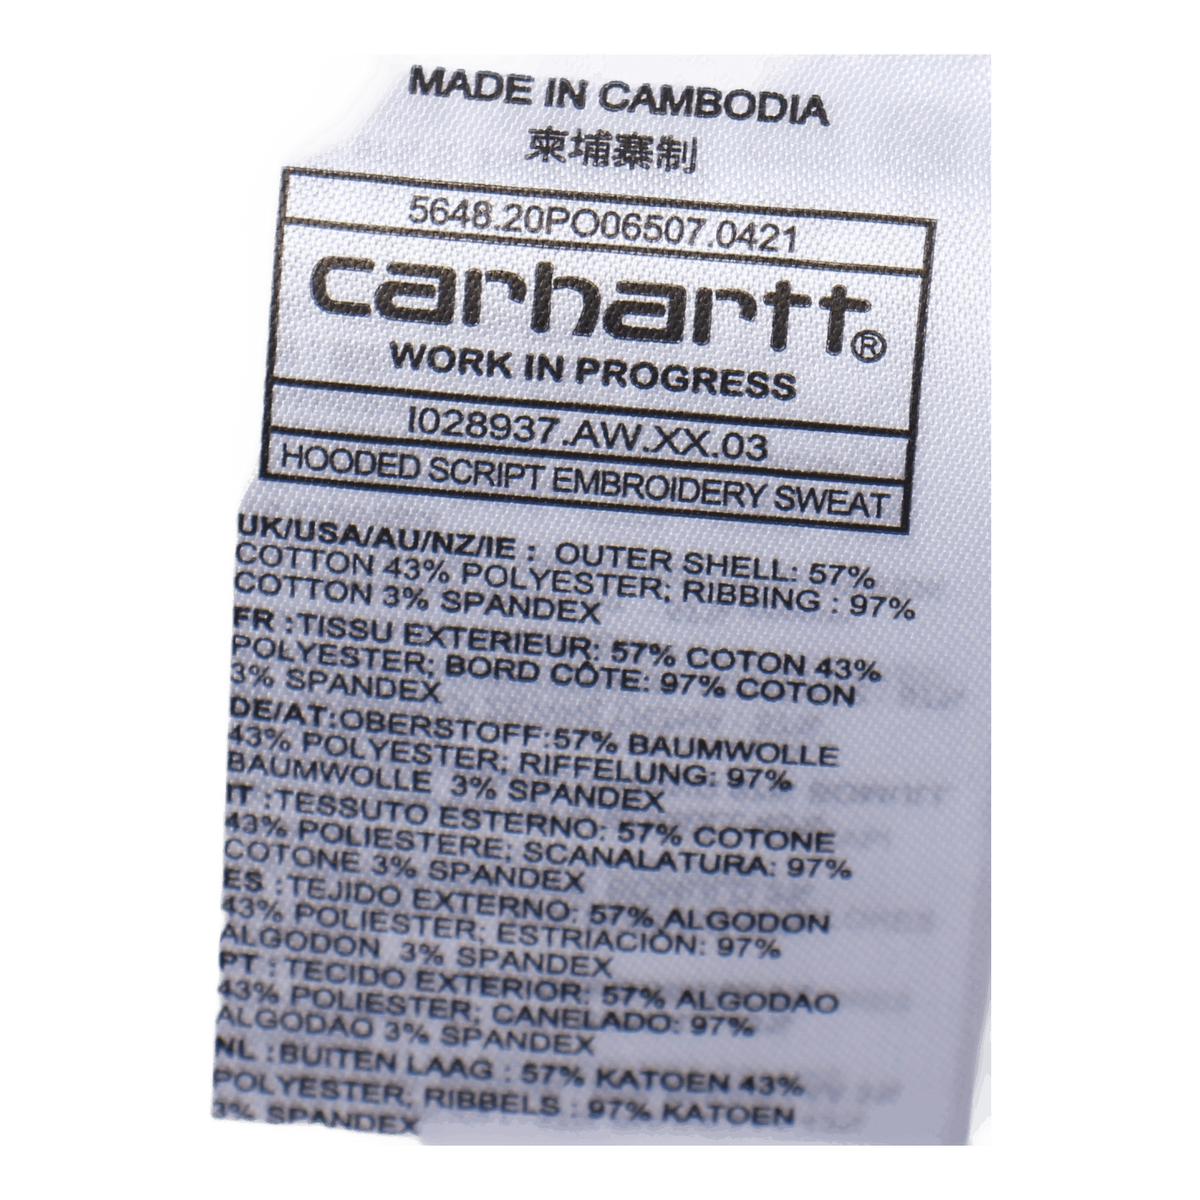 MADE IN CAMBODIA
柬埔寨制
5648.20PO06507.0421
carhartt®
WORK IN PROGRESS
I028937.AW.XX.03
HOODED SCRIPT EMBROIDERY SWEAT
UK/USA/AU/NZ/IE : OUTER SHELL: 57%
COTTON 43% POLYESTER; RIBBING : 97%
COTTON 3% SPANDEX
FR :TISSU EXTERIEUR: 57% COTON 43%
POLYESTER; BORD CÔTE: 97% COTON
3% SPANDEX
DE/AT:OBERSTOFF:57% BAUMWOLLE
43% POLYESTER; RIFFELUNG: 97%
BAUMWOLLE 3% SPANDEX
IT :TESSUTO ESTERNO: 57% COTONE
43% POLIESTERE; SCANALATURA: 97%
COTONE 3% SPANDEX
ES :TEJIDO EXTERNO: 57% ALGODON
43% POLIESTER; ESTRIACIÓN: 97%
ALGODON 3% SPANDEX
PT :TECIDO EXTERIOR: 57% ALGODAO
43% POLIESTER; CANELADO: 97%
ALGODAO 3% SPANDEX
NL :BUITEN LAAG : 57% KATOEN 43%
POLYESTER, RIBBELS : 97% KATOEN
3% SPANDEX